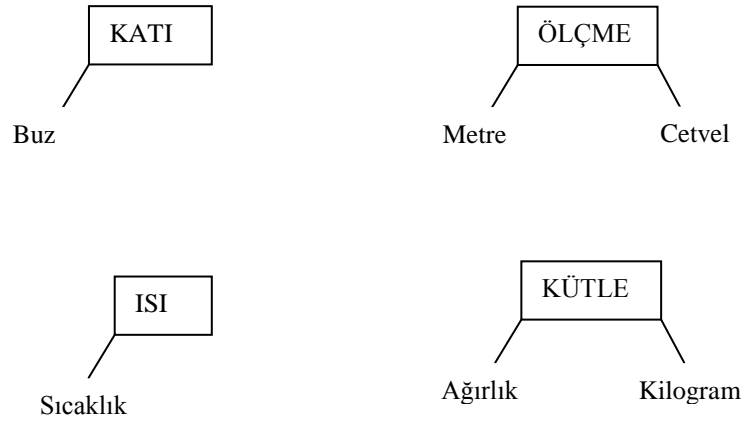 KATI
ÖLÇME
Buz
Metre
Cetvel
ISI
KÜTLE
Sıcaklık
Ağırlık
Kilogram